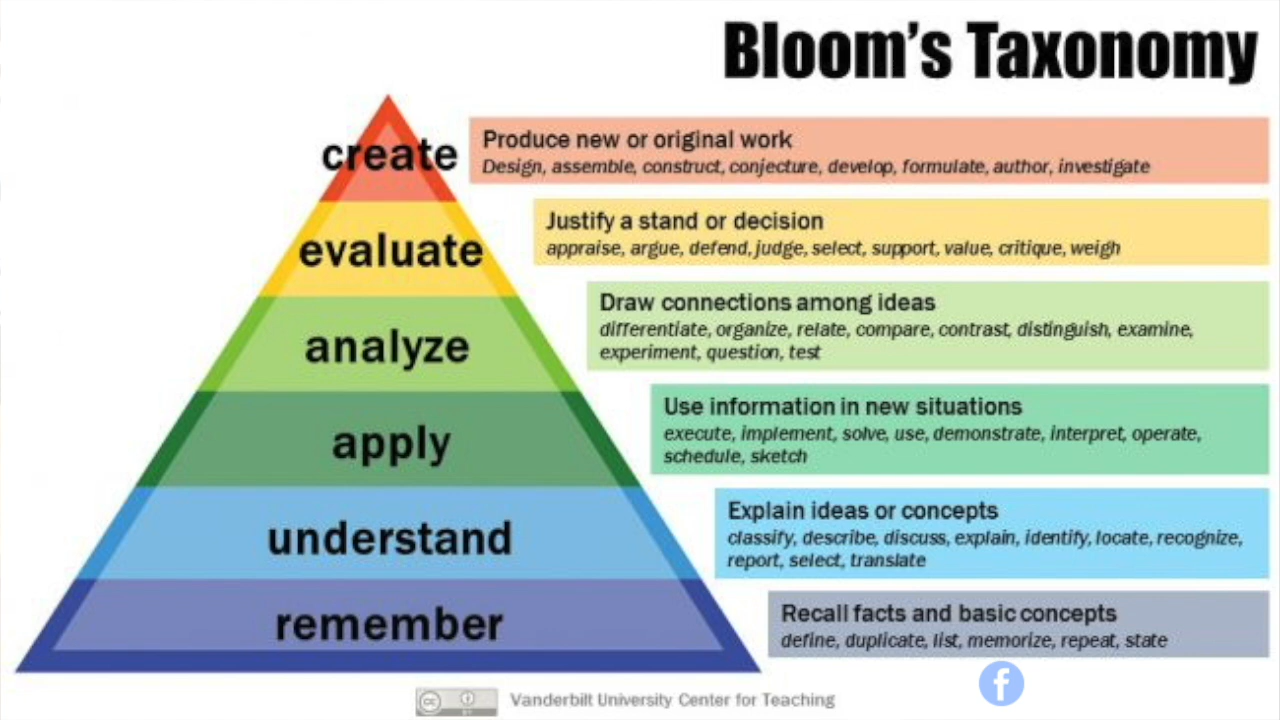 Bloom's Taxonomy
create
Produce new or original work
Design, assemble, construct, conjecture, develop, formulate, author, investigate
evaluate
Justify a stand or decision
appraise, argue, defend, judge, select, support, value, critique, weigh
analyze
Draw connections among ideas
differentiate, organize, relate, compare, contrast, distinguish, examine,
experiment, question, test
apply
Use information in new situations
execute, implement, solve, use, demonstrate, interpret, operate,
schedule, sketch
understand
Explain ideas or concepts
classify, describe, discuss, explain, identify, locate, recognize,
report, select, translate
remember
Recall facts and basic concepts
define, duplicate, list, memorize, repeat, state
cc
Vanderbilt University Center for Teaching
f